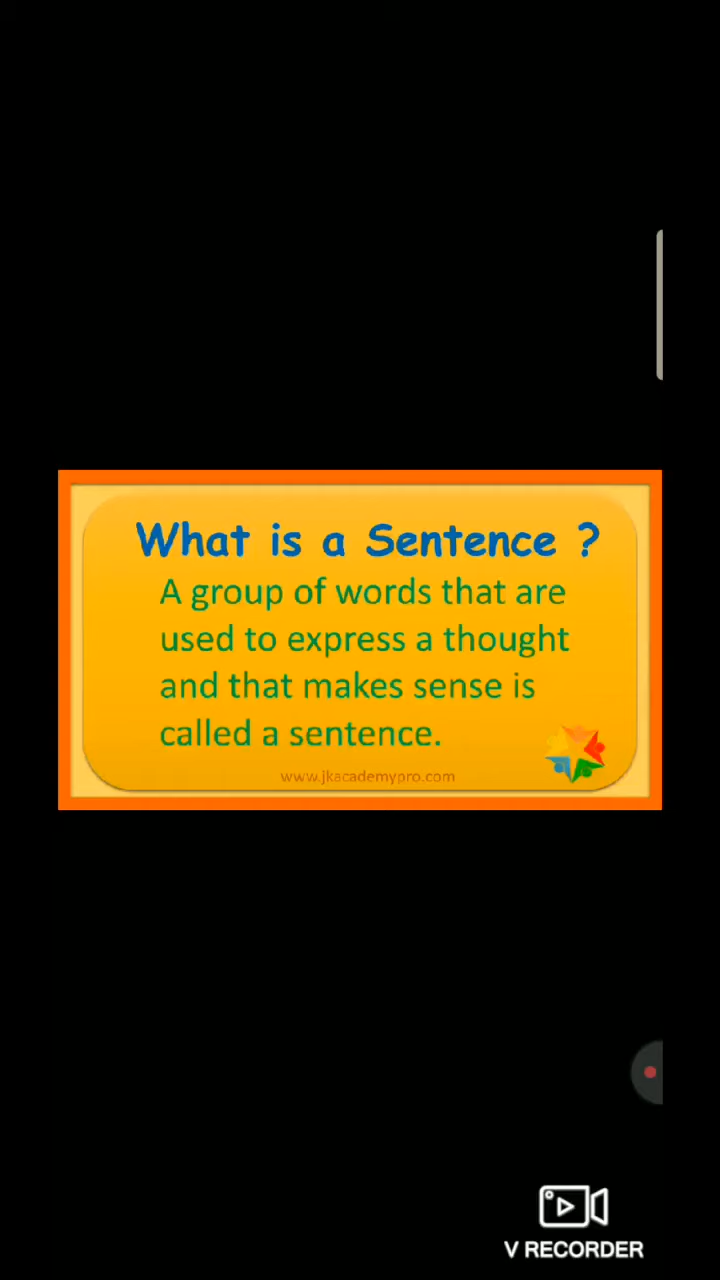 What is a Sentence ?
A group of words that are
used to express a thought
and that makes sense is
called a sentence.
www.jkacademypro.com
V RECORDER